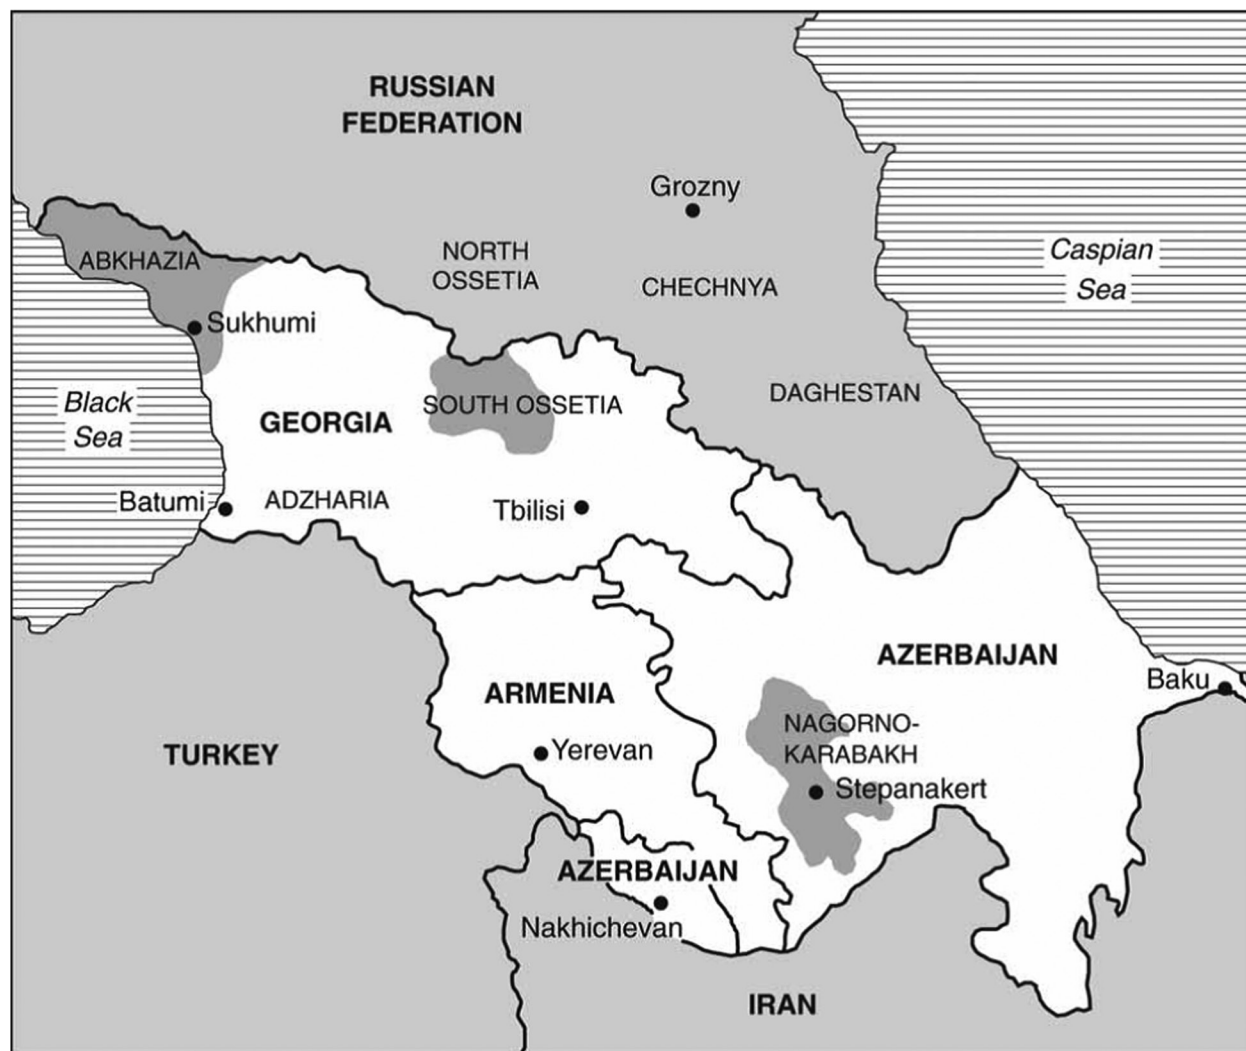 RUSSIAN
FEDERATION
Grozny
NORTH
OSSETIA
CHECHNYA
ABKHAZIA
Sukhumi
Caspian
Sea
Black
Sea
GEORGIA
SOUTH OSSETIA
DAGHESTAN
Batumi
ADZHARIA
Tbilisi
AZERBAIJAN
Baku
ARMENIA
Yerevan
NAGORNO-
KARABAKH
Stepanakert
TURKEY
AZERBAIJAN
Nakhichevan
IRAN